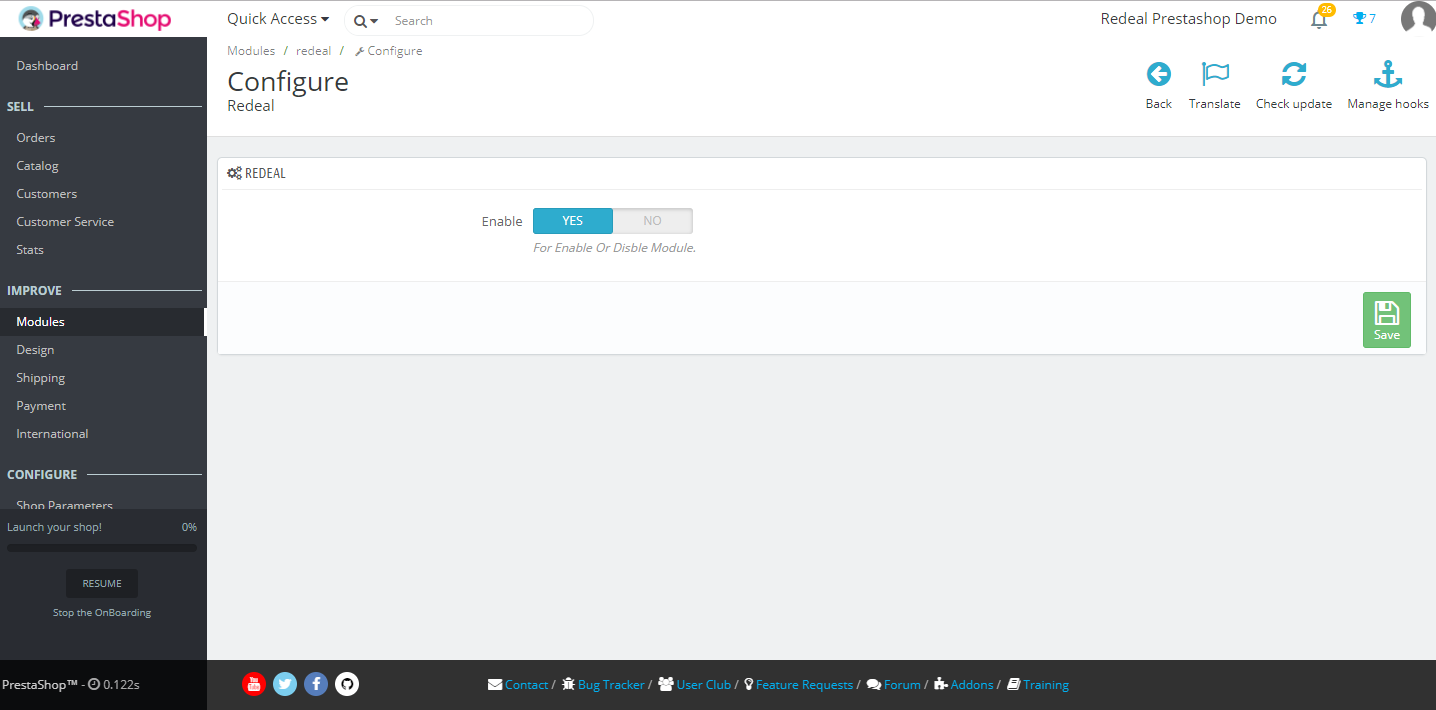 PrestaShop
Quick Access
Search
Redeal Prestashop Demo
26
7
Modules / redeal / Configure
Configure
Redeal
Back
Translate
Check update
Manage hooks
Dashboard
SELL
Orders
Catalog
Customers
Customer Service
Stats
IMPROVE
Modules
Design
Shipping
Payment
International
CONFIGURE
Shop Parameters
Launch your shop! 0%
RESUME
Stop the OnBoarding
PrestaShop™ - 0.122s
REDEAL
Enable YES NO
For Enable Or Disble Module.
Save
You Tube
Contact / Bug Tracker / User Club / Feature Requests / Forum / Addons / Training